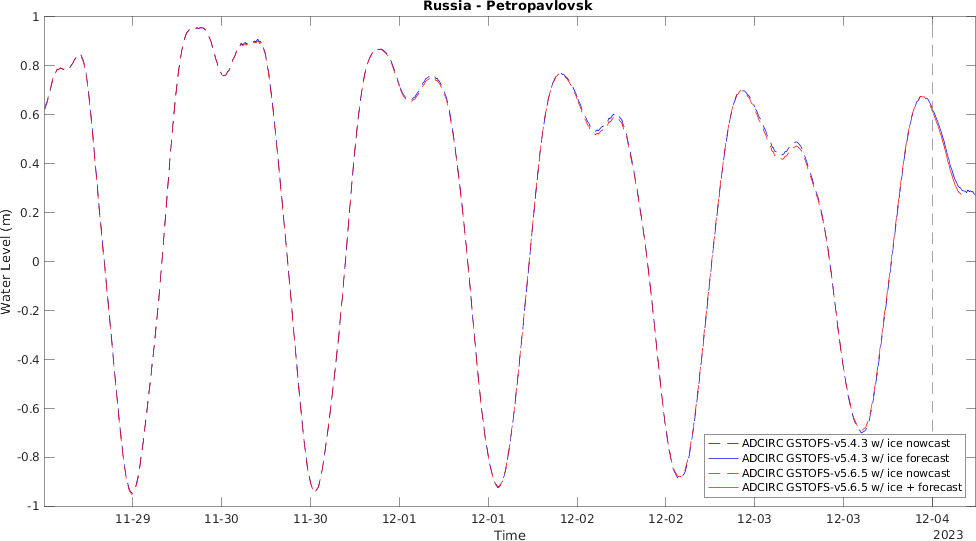 Russia - Petropavlovsk
1
0.8
0.6
0.4
0.2
0
-0.2
-0.4
-0.6
-0.8
-1
Water Level (m)
ADCIRC GSTOFS-v5.4.3 w/ ice nowcast
ADCIRC GSTOFS-v5.4.3 w/ ice forecast
ADCIRC GSTOFS-v5.6.5 w/ ice nowcast
ADCIRC GSTOFS-v5.6.5 w/ ice + forecast
11-29 11-30 11-30 12-01 12-01 12-02 12-02 12-03 12-03 12-04
Time 2023